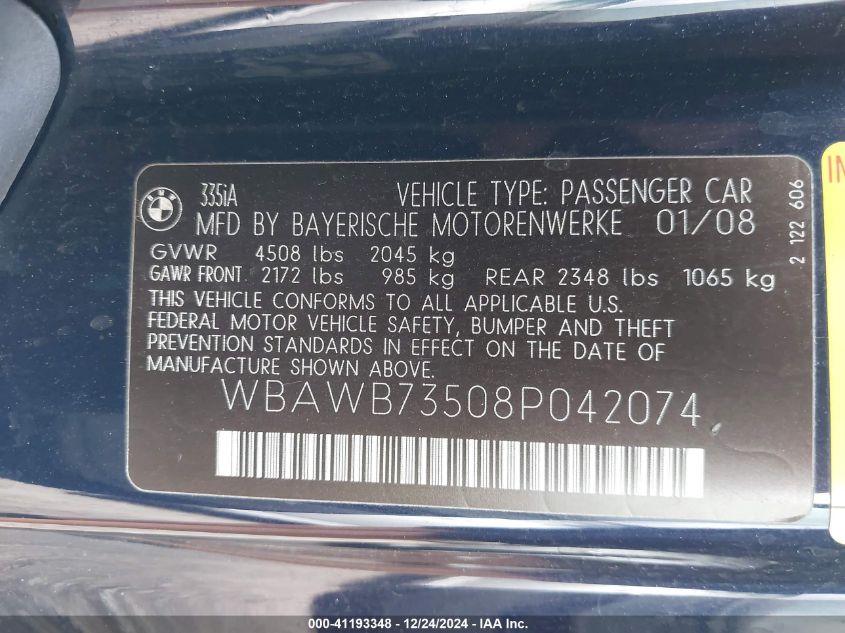 335iA VEHICLE TYPE: PASSENGER CAR
MFD BY BAYERISCHE MOTORENWERKE 01/08
GVWR 4508 lbs 2045 kg
GAWR FRONT 2172 lbs 985 kg REAR 2348 lbs 1065 kg
THIS VEHICLE CONFORMS TO ALL APPLICABLE U.S.
FEDERAL MOTOR VEHICLE SAFETY, BUMPER AND THEFT
PREVENTION STANDARDS IN EFFECT ON THE DATE OF
MANUFACTURE SHOWN ABOVE.
WBAWB73508P042074
2 122 606
000-41193348 - 12/24/2024 - IAAI.COM